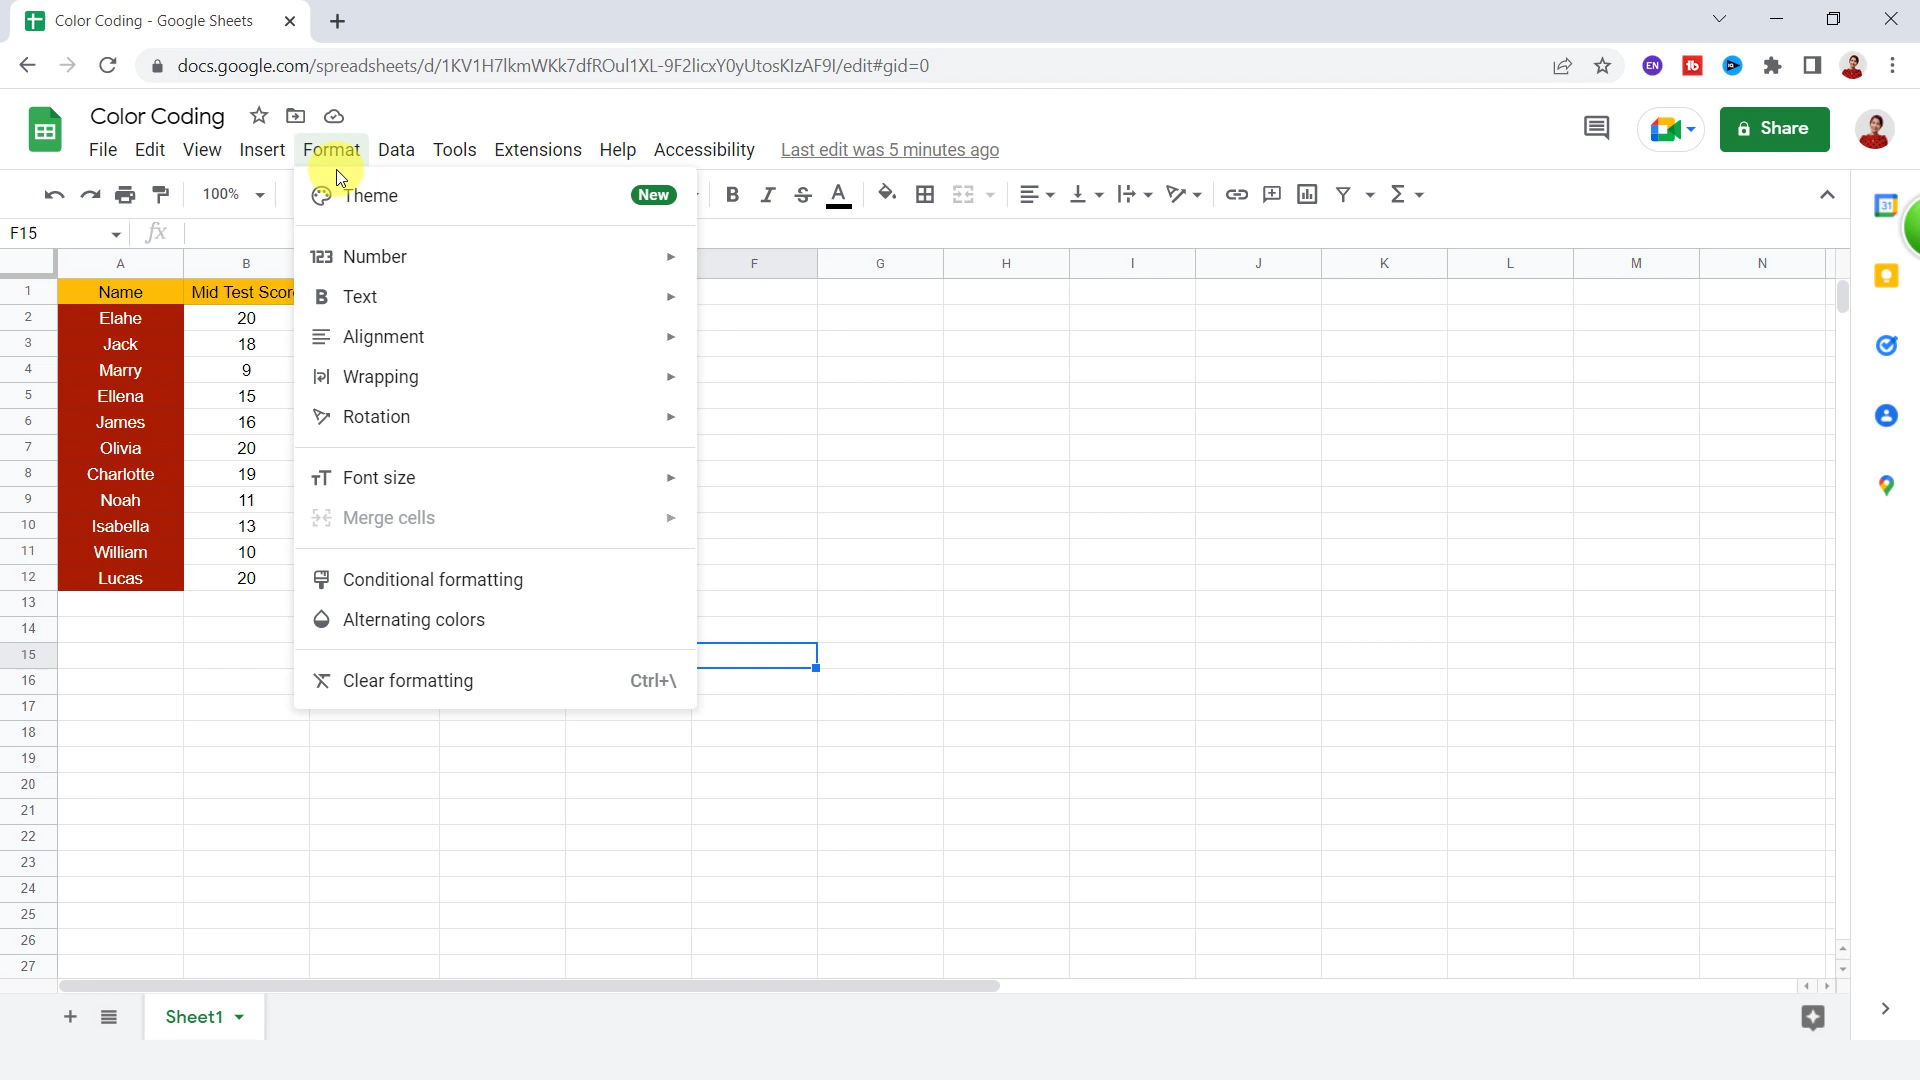 Color Coding - Google Sheets
docs.google.com/spreadsheets/d/1KV1H7lkmWKk7dfROul1XL-9F2licxY0yUtosKlzAF9I/edit#gid=0
EN
Color Coding
File Edit View Insert Format Data Tools Extensions Help Accessibility Last edit was 5 minutes ago
Share
100%
Theme New
31
F15
fx
A B F G H I J K L M N
123 Number
Text
Alignment
Wrapping
Rotation
Font size
Merge cells
Conditional formatting
Alternating colors
Clear formatting Ctrl+\
1 Name Mid Test Scor
2 Elahe 20
3 Jack 18
4 Marry 9
5 Ellena 15
6 James 16
7 Olivia 20
8 Charlotte 19
9 Noah 11
10 Isabella 13
11 William 10
12 Lucas 20
13
14
15
16
17
18
19
20
21
22
23
24
25
26
27
Sheet1